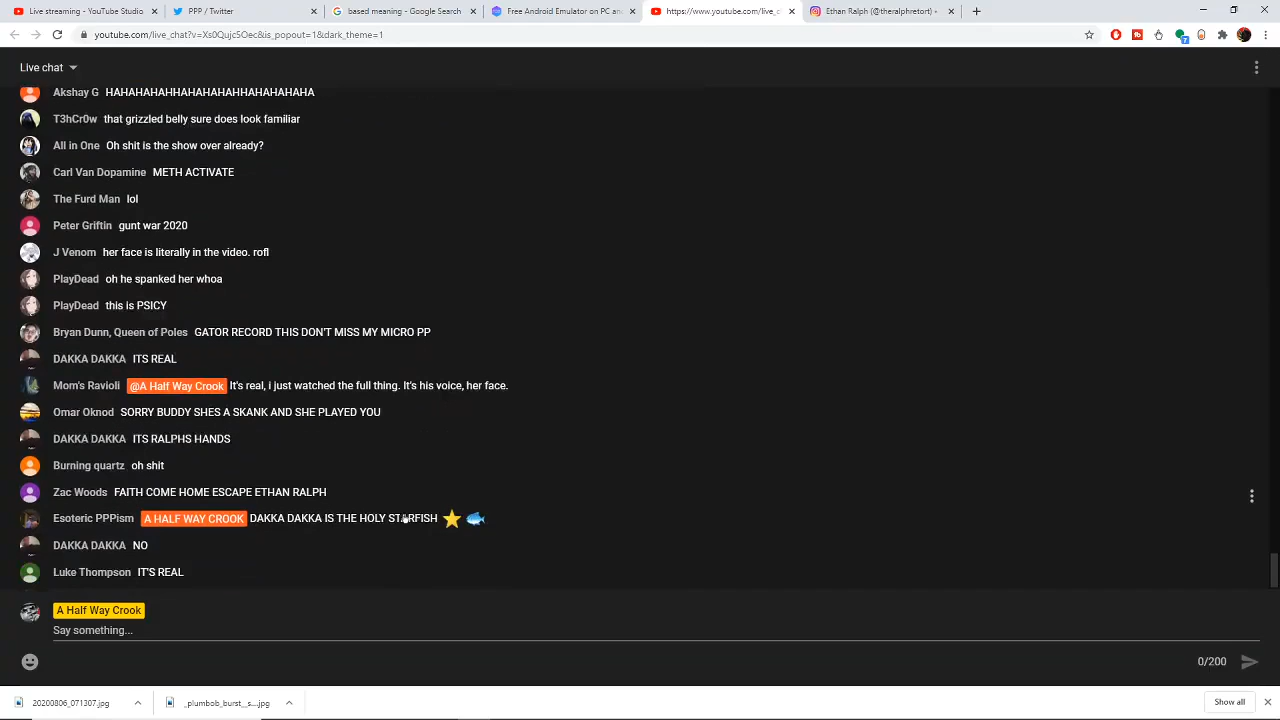 Live streaming - YouTube Studio
PPP / Twitter
based meaning - Google Search
Free Android Emulator on PC and
https://www.youtube.com/live_c
Ethan Ralph (@theralphretort) •
youtube.com/live_chat?v=Xs0Qujc5Oec&is_popout=1&dark_theme=1
Live chat
Akshay G HAHAHAHAHHAHAHAHAHHAHAHAHA
T3hCr0w that grizzled belly sure does look familiar
All in One Oh shit is the show over already?
Carl Van Dopamine METH ACTIVATE
The Furd Man lol
Peter Griftin gunt war 2020
J Venom her face is literally in the video. rofl
PlayDead oh he spanked her whoa
PlayDead this is PSICY
Bryan Dunn, Queen of Poles GATOR RECORD THIS DON'T MISS MY MICRO PP
DAKKA DAKKA ITS REAL
Mom's Ravioli @A Half Way Crook It's real, i just watched the full thing. It's his voice, her face.
Omar Oknod SORRY BUDDY SHES A SKANK AND SHE PLAYED YOU
DAKKA DAKKA ITS RALPHS HANDS
Burning quartz oh shit
Zac Woods FAITH COME HOME ESCAPE ETHAN RALPH
Esoteric PPPism A HALF WAY CROOK DAKKA DAKKA IS THE HOLY STARFISH
DAKKA DAKKA NO
Luke Thompson IT'S REAL
A Half Way Crook
Say something...
0/200
20200806_071307.jpg
_plumbob_burst__s....jpg
Show all